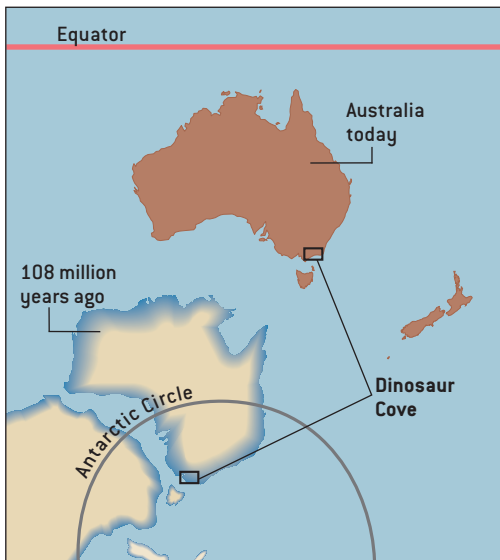 Equator
Australia
today
108 million
years ago
Antarctic Circle
Dinosaur
Cove